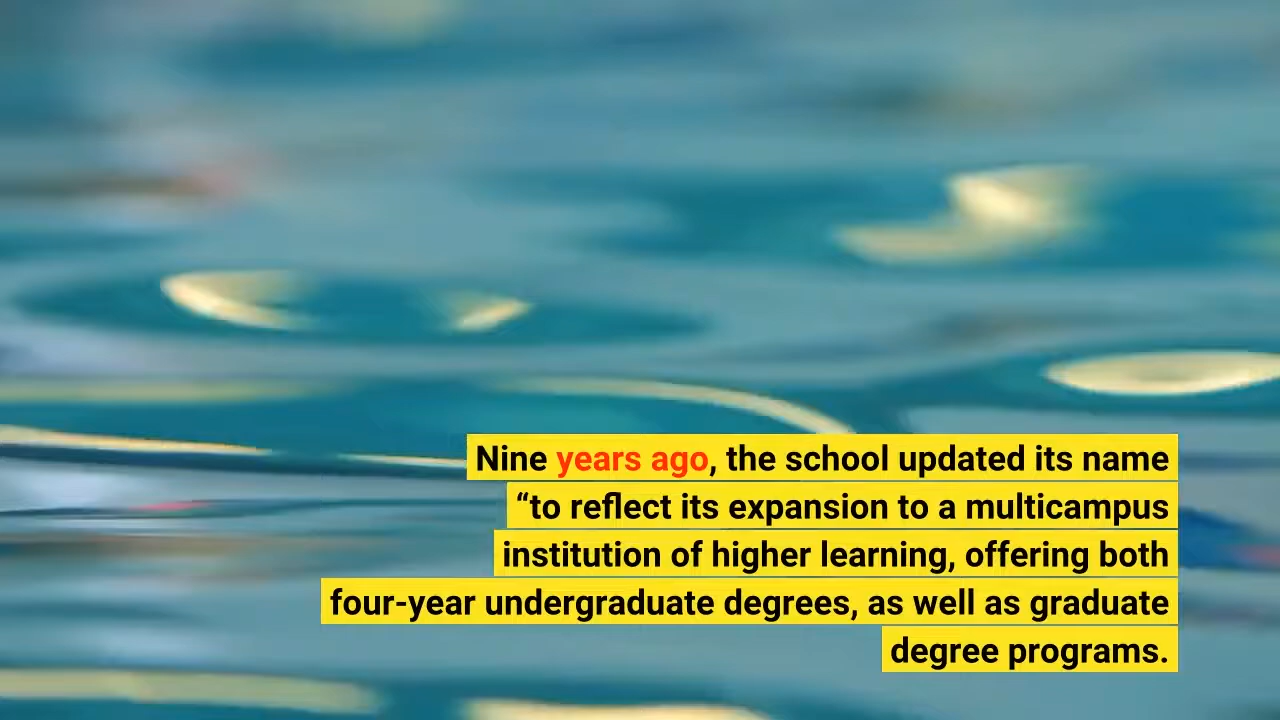 Nine years ago, the school updated its name
“to reflect its expansion to a multicampus
institution of higher learning, offering both
four-year undergraduate degrees, as well as graduate
degree programs.